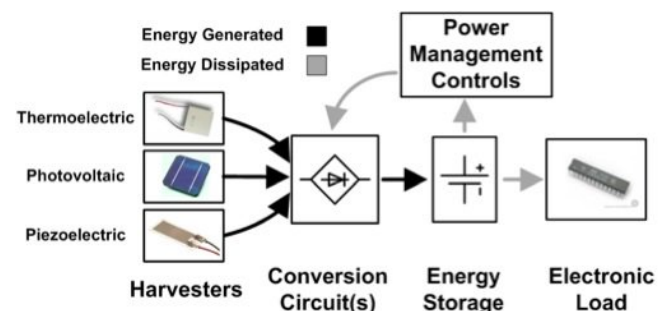 Energy Generated
Energy Dissipated
Power
Management
Controls
Thermoelectric
Photovoltaic
Piezoelectric
+
-
Harvesters
Conversion
Circuit(s)
Energy
Storage
Electronic
Load